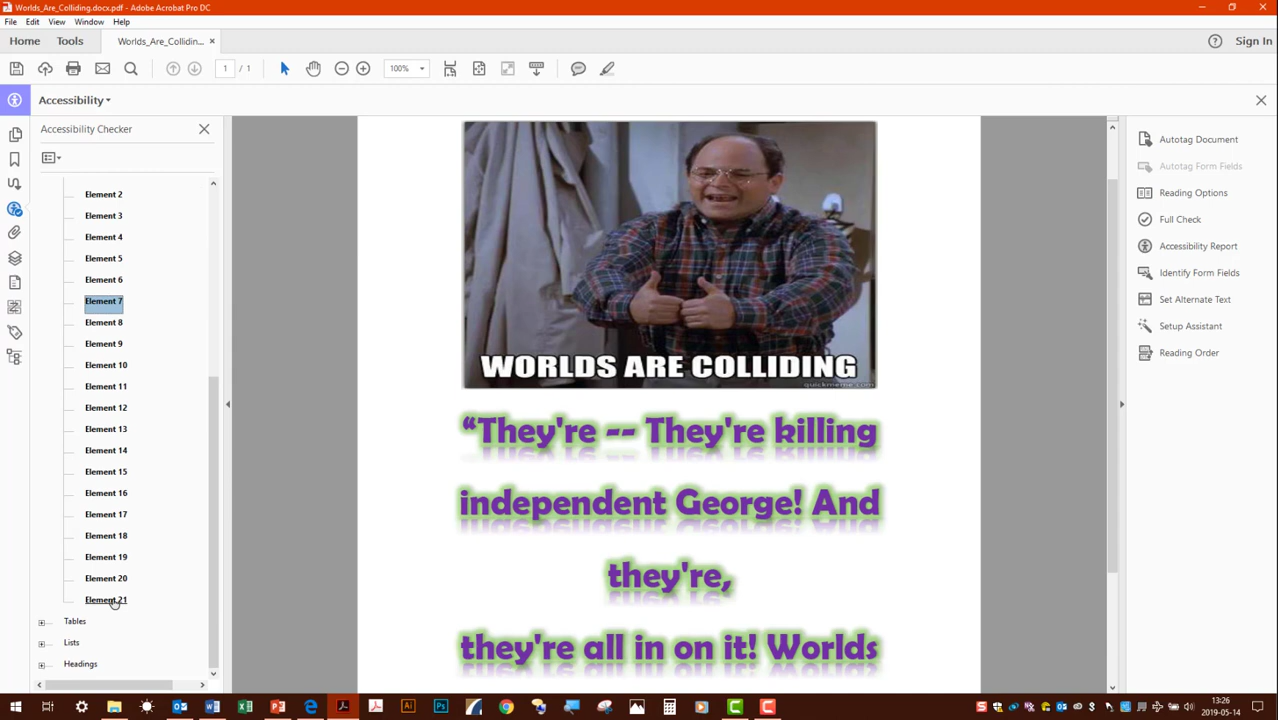 Worlds_Are_Colliding.docx.pdf - Adobe Acrobat Pro DC
File Edit View Window Help
Home Tools Worlds_Are_Collidin... ×
1 / 1 100%
Sign In
Accessibility
Accessibility Checker
Element 2
Element 3
Element 4
Element 5
Element 6
Element 7
Element 8
Element 9
Element 10
Element 11
Element 12
Element 13
Element 14
Element 15
Element 16
Element 17
Element 18
Element 19
Element 20
Element 21
Tables
Lists
Headings
WORLDS ARE COLLIDING
quickmeme.com
“They're -- They're killing
independent George! And
they're,
they're all in on it! Worlds
Autotag Document
Autotag Form Fields
Reading Options
Full Check
Accessibility Report
Identify Form Fields
Set Alternate Text
Setup Assistant
Reading Order
13:26
2019-05-14